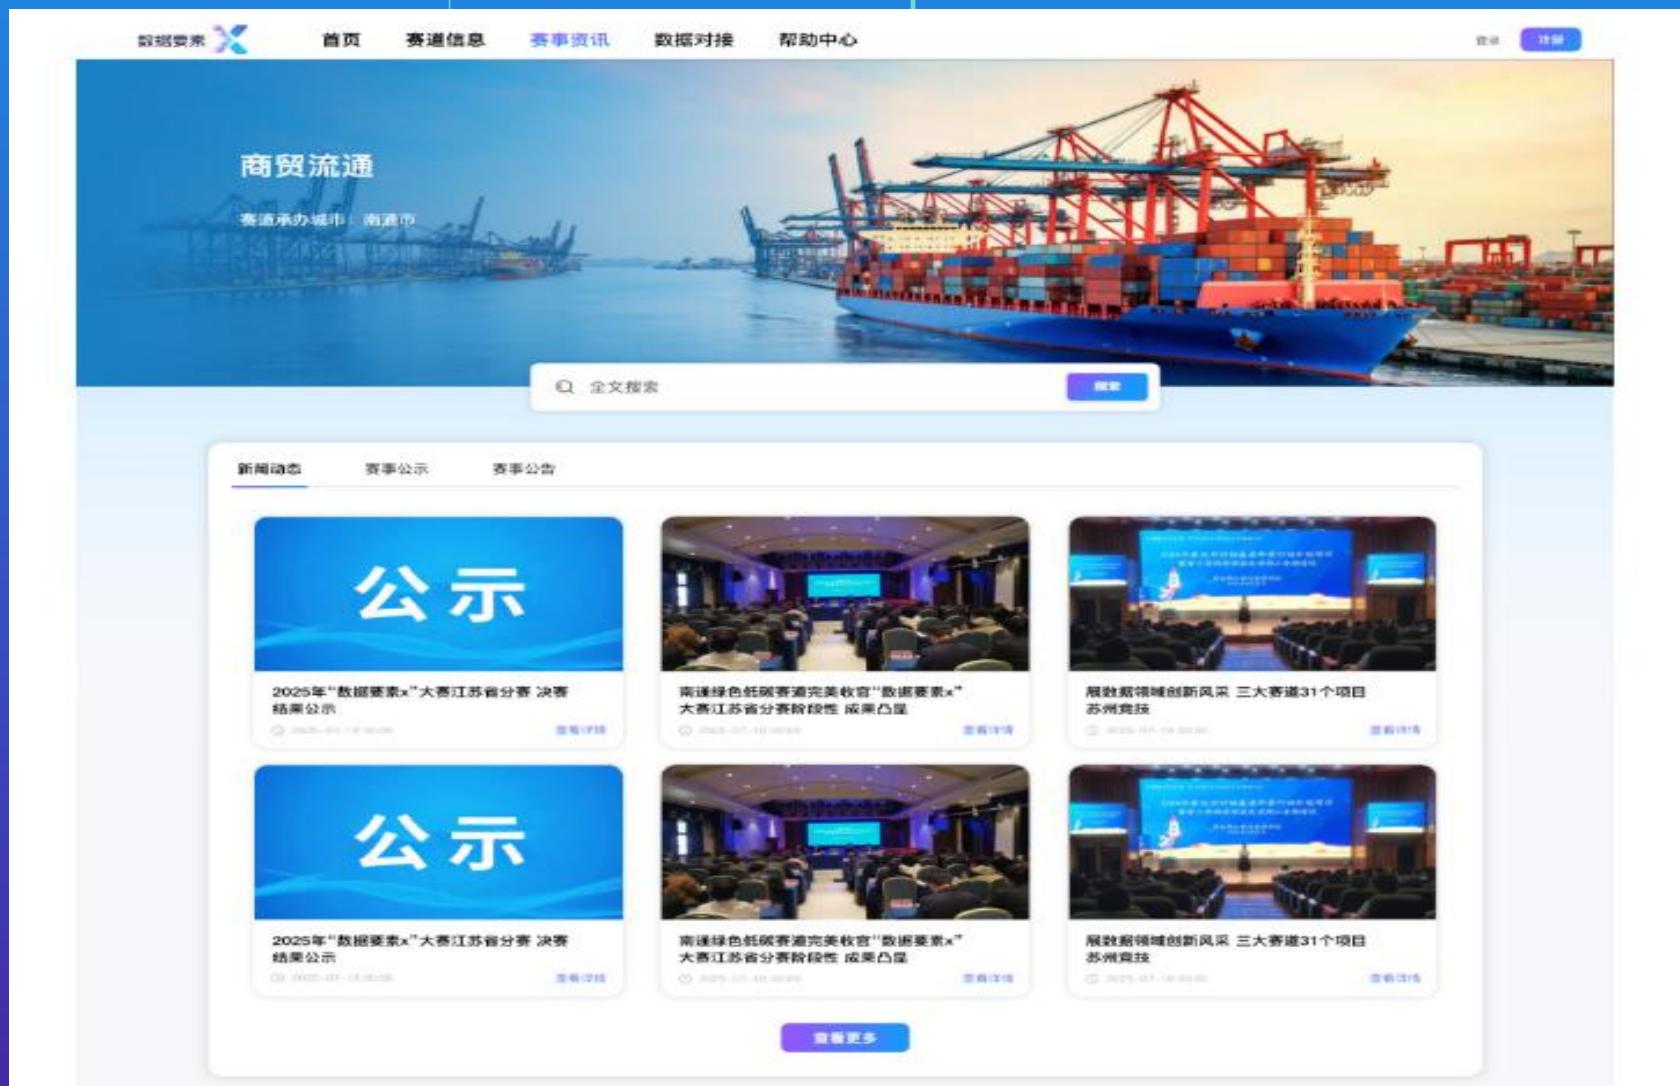 数据要素X 首页 赛道信息 赛事资讯 数据对接 帮助中心 登录 注册
商贸流通
赛道承办城市：南通市
全文搜索 搜索
新闻动态 赛事公示 赛事公告
公示
2025年“数据要素x”大赛江苏省分赛 决赛
结果公示
查看详情
南通绿色低碳赛道完美收官“数据要素x”
大赛江苏省分赛阶段性 成果凸显
查看详情
展数据领域创新风采 三大赛道31个项目
苏州竞技
查看详情
公示
2025年“数据要素x”大赛江苏省分赛 决赛
结果公示
查看详情
南通绿色低碳赛道完美收官“数据要素x”
大赛江苏省分赛阶段性 成果凸显
查看详情
展数据领域创新风采 三大赛道31个项目
苏州竞技
查看详情
查看更多